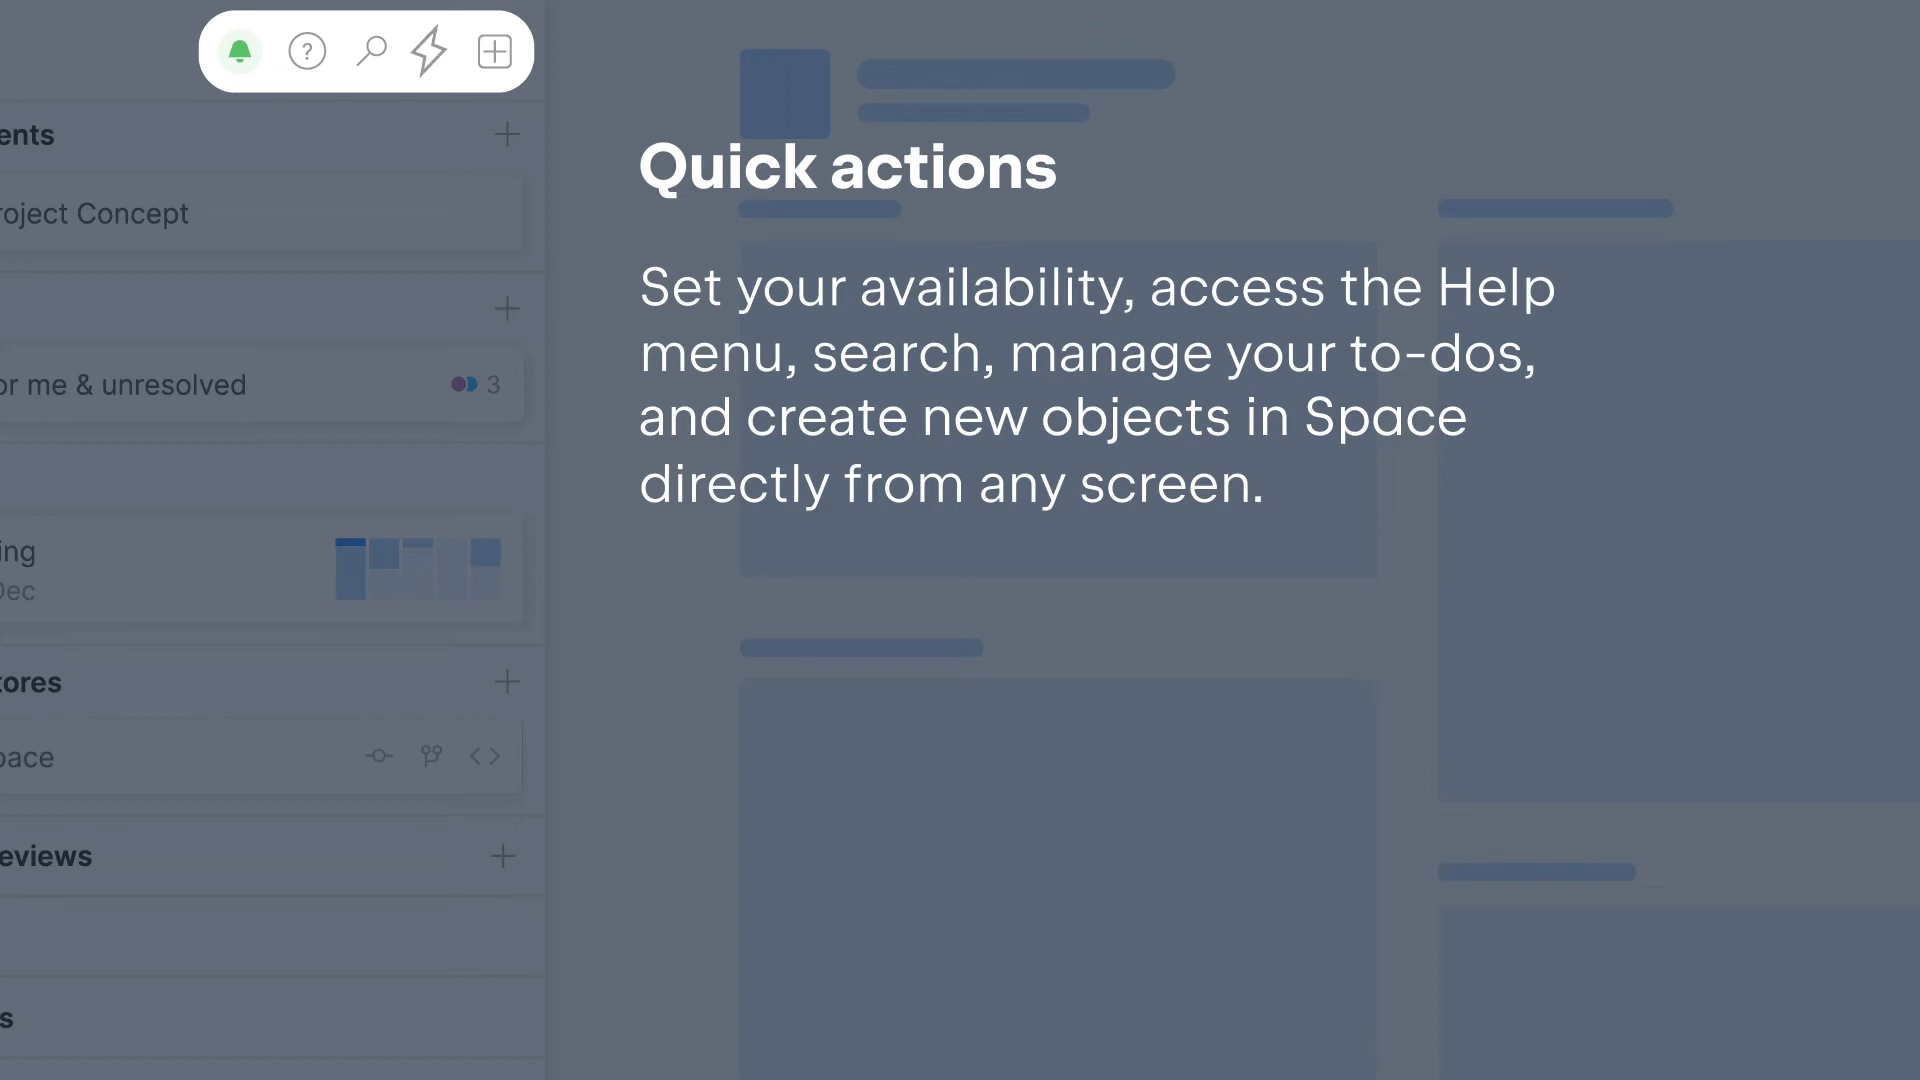 ents
roject Concept
or me & unresolved
3
ing
Dec
tores
pace
eviews
s
Quick actions
Set your availability, access the Help
menu, search, manage your to-dos,
and create new objects in Space
directly from any screen.